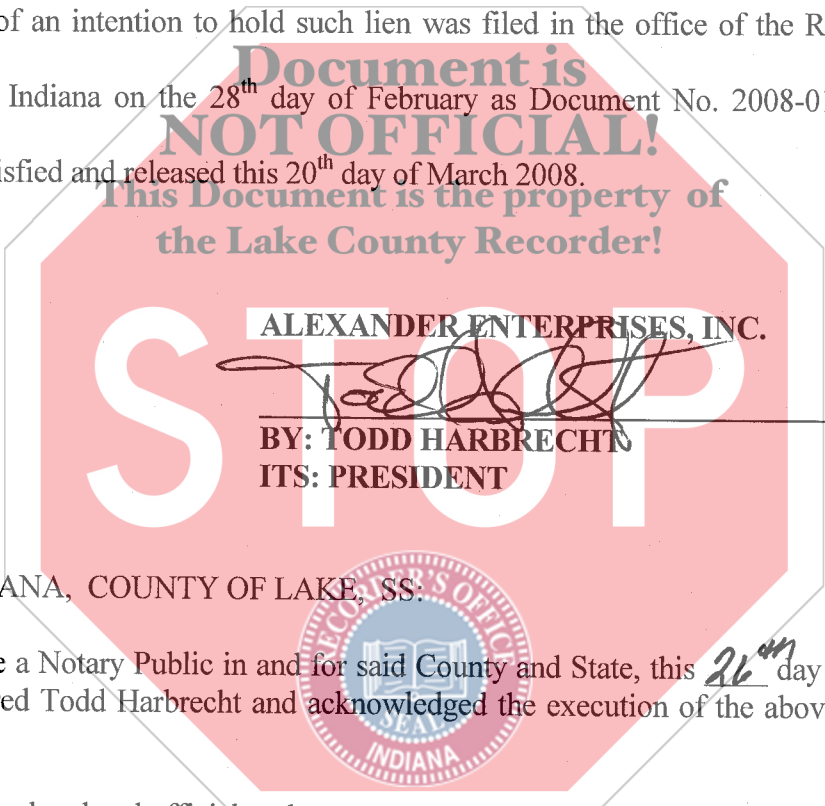 of an intention to hold such lien was filed in the office of the R
Document is
Indiana on the 28th day of February as Document No. 2008-01
NOT OFFICIAL!
isfied and released this 20th day of March 2008.
This Document is the property of
the Lake County Recorder!
STOP
ALEXANDER ENTERPRISES, INC.
BY: TODD HARBRECHT
ITS: PRESIDENT
ANA, COUNTY OF LAKE, SS:
RECORDER'S OFFICE
e a Notary Public in and for said County and State, this 26th day
ed Todd Harbrecht and acknowledged the execution of the abov
SEAL
INDIANA